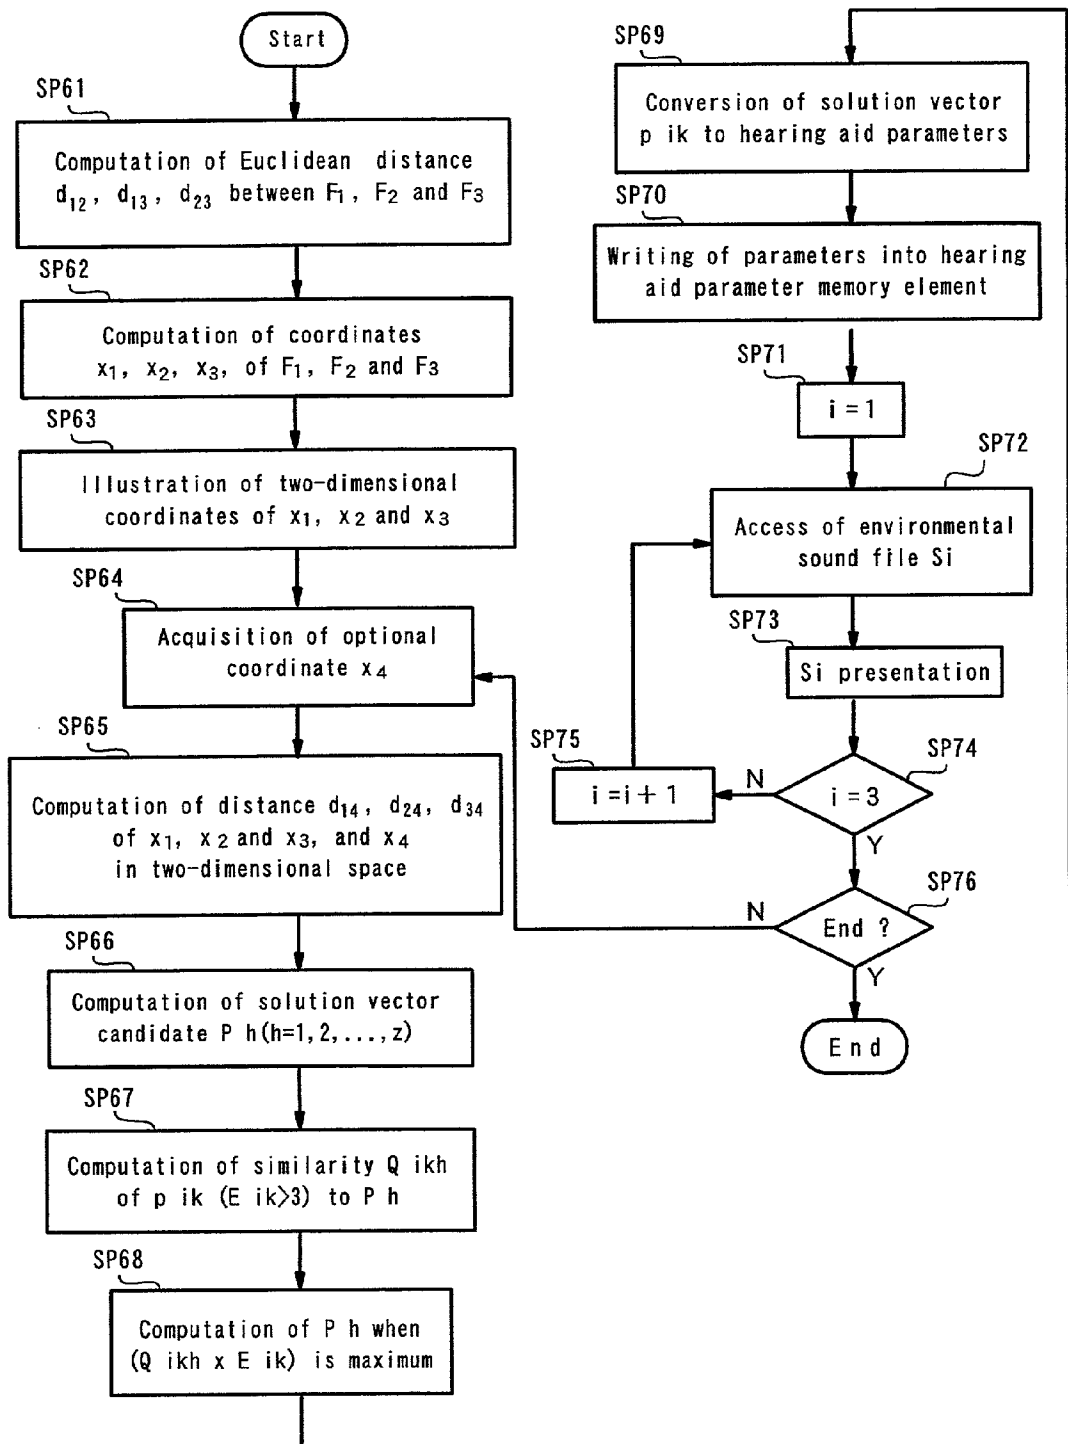 Start
SP61
Computation of Euclidean distance
d12, d13, d23 between F1, F2 and F3
SP62
Computation of coordinates
x1, x2, x3, of F1, F2 and F3
SP63
Illustration of two-dimensional
coordinates of x1, x2 and x3
SP64
Acquisition of optional
coordinate x4
SP65
Computation of distance d14, d24, d34
of x1, x2 and x3, and x4
in two-dimensional space
SP66
Computation of solution vector
candidate P h(h=1,2,...,z)
SP67
Computation of similarity Q ikh
of p ik (E ik>3) to P h
SP68
Computation of P h when
(Q ikh x E ik) is maximum
SP69
Conversion of solution vector
p ik to hearing aid parameters
SP70
Writing of parameters into hearing
aid parameter memory element
SP71
i=1
SP72
Access of environmental
sound file Si
SP73
Si presentation
SP74
i=3
N
Y
SP75
i=i+1
SP76
End ?
N
Y
End